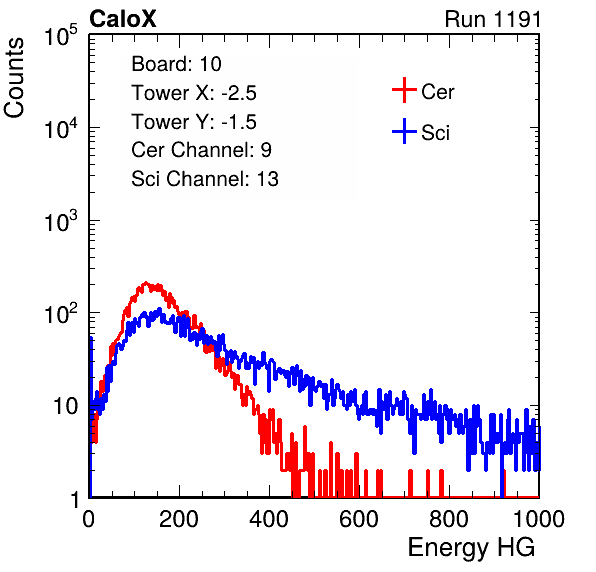 CaloX Run 1191
Counts
10^5
10^4
10^3
10^2
10
1
Board: 10
Tower X: -2.5
Tower Y: -1.5
Cer Channel: 9
Sci Channel: 13
Cer
Sci
0 200 400 600 800 1000
Energy HG